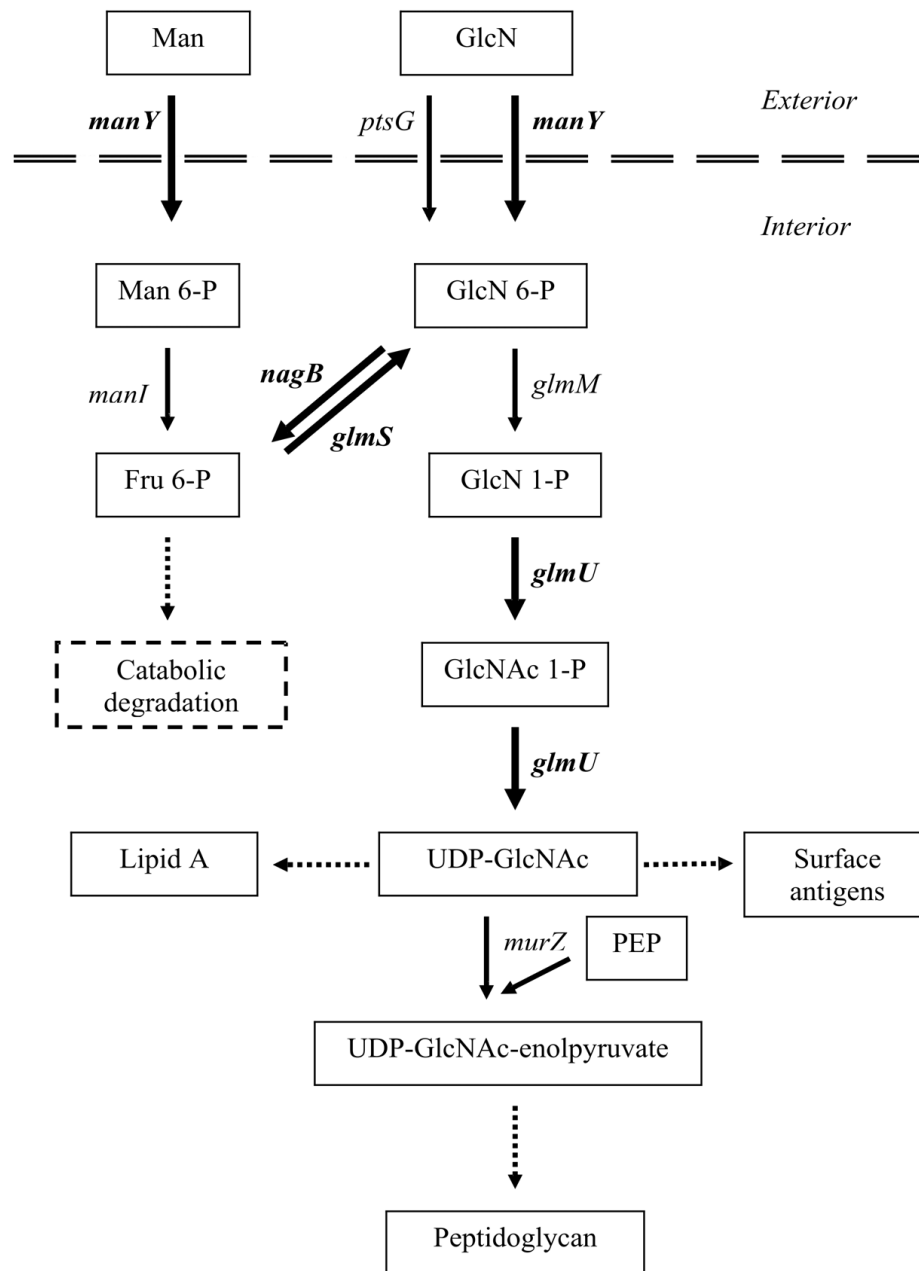 Man
GlcN
manY
ptsG
manY
Exterior
Interior
Man 6-P
GlcN 6-P
manI
nagB
glmS
glmM
Fru 6-P
GlcN 1-P
glmU
Catabolic
degradation
GlcNAc 1-P
glmU
Lipid A
UDP-GlcNAc
Surface
antigens
murZ
PEP
UDP-GlcNAc-enolpyruvate
Peptidoglycan